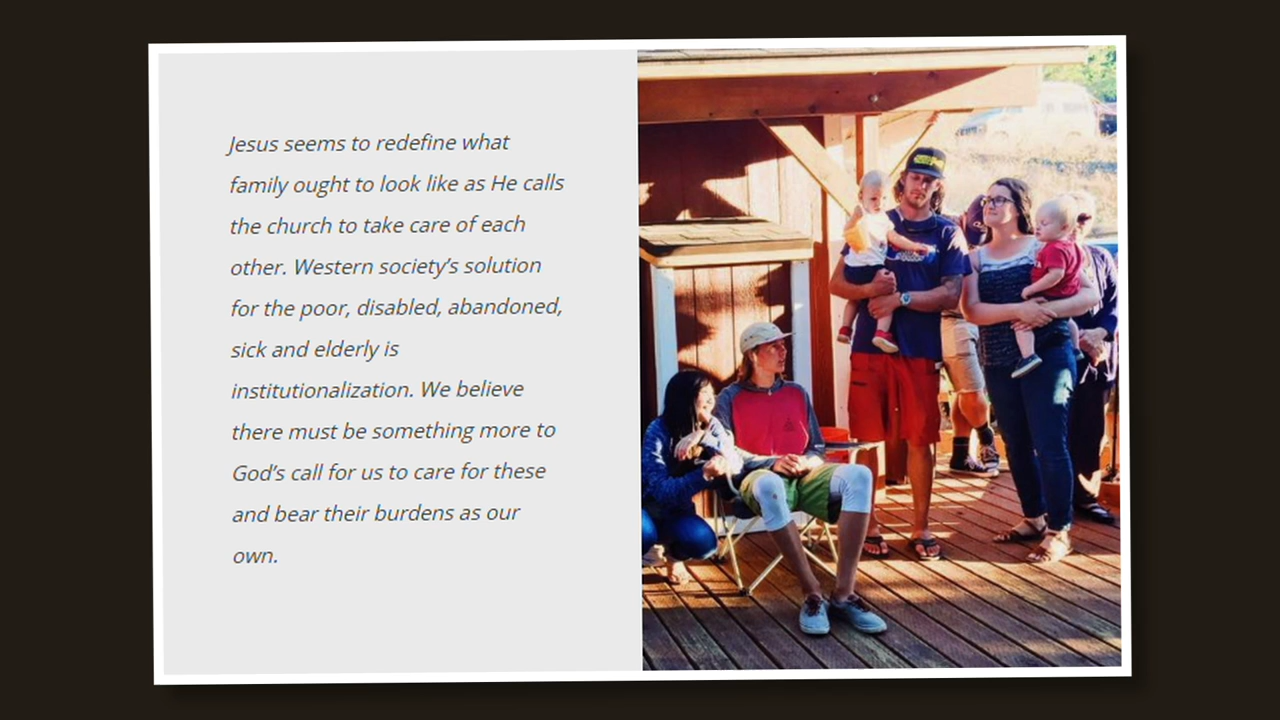 Jesus seems to redefine what
family ought to look like as He calls
the church to take care of each
other. Western society’s solution
for the poor, disabled, abandoned,
sick and elderly is
institutionalization. We believe
there must be something more to
God’s call for us to care for these
and bear their burdens as our
own.